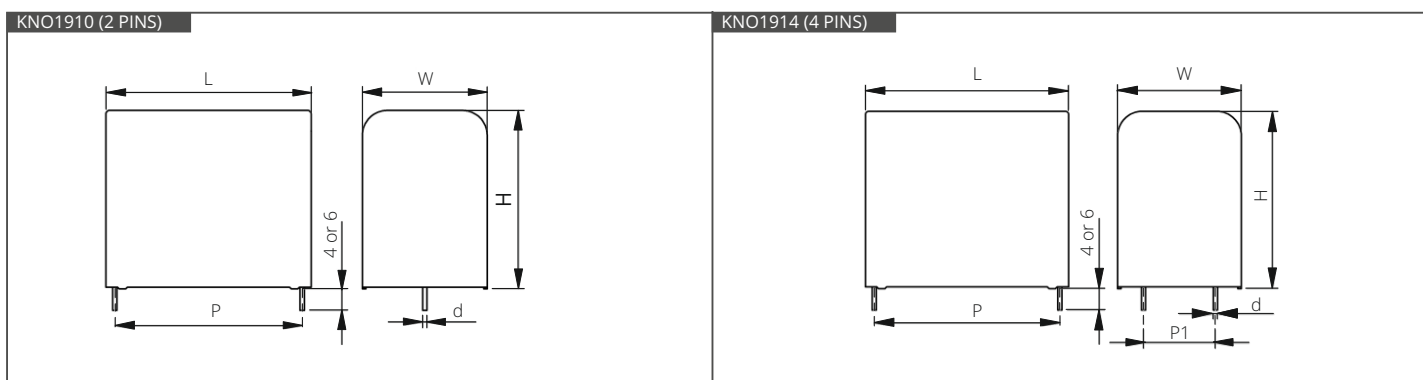 KNO1910 (2 PINS)
L
W
H
4 or 6
P
d
KNO1914 (4 PINS)
L
W
H
4 or 6
P
d
P1